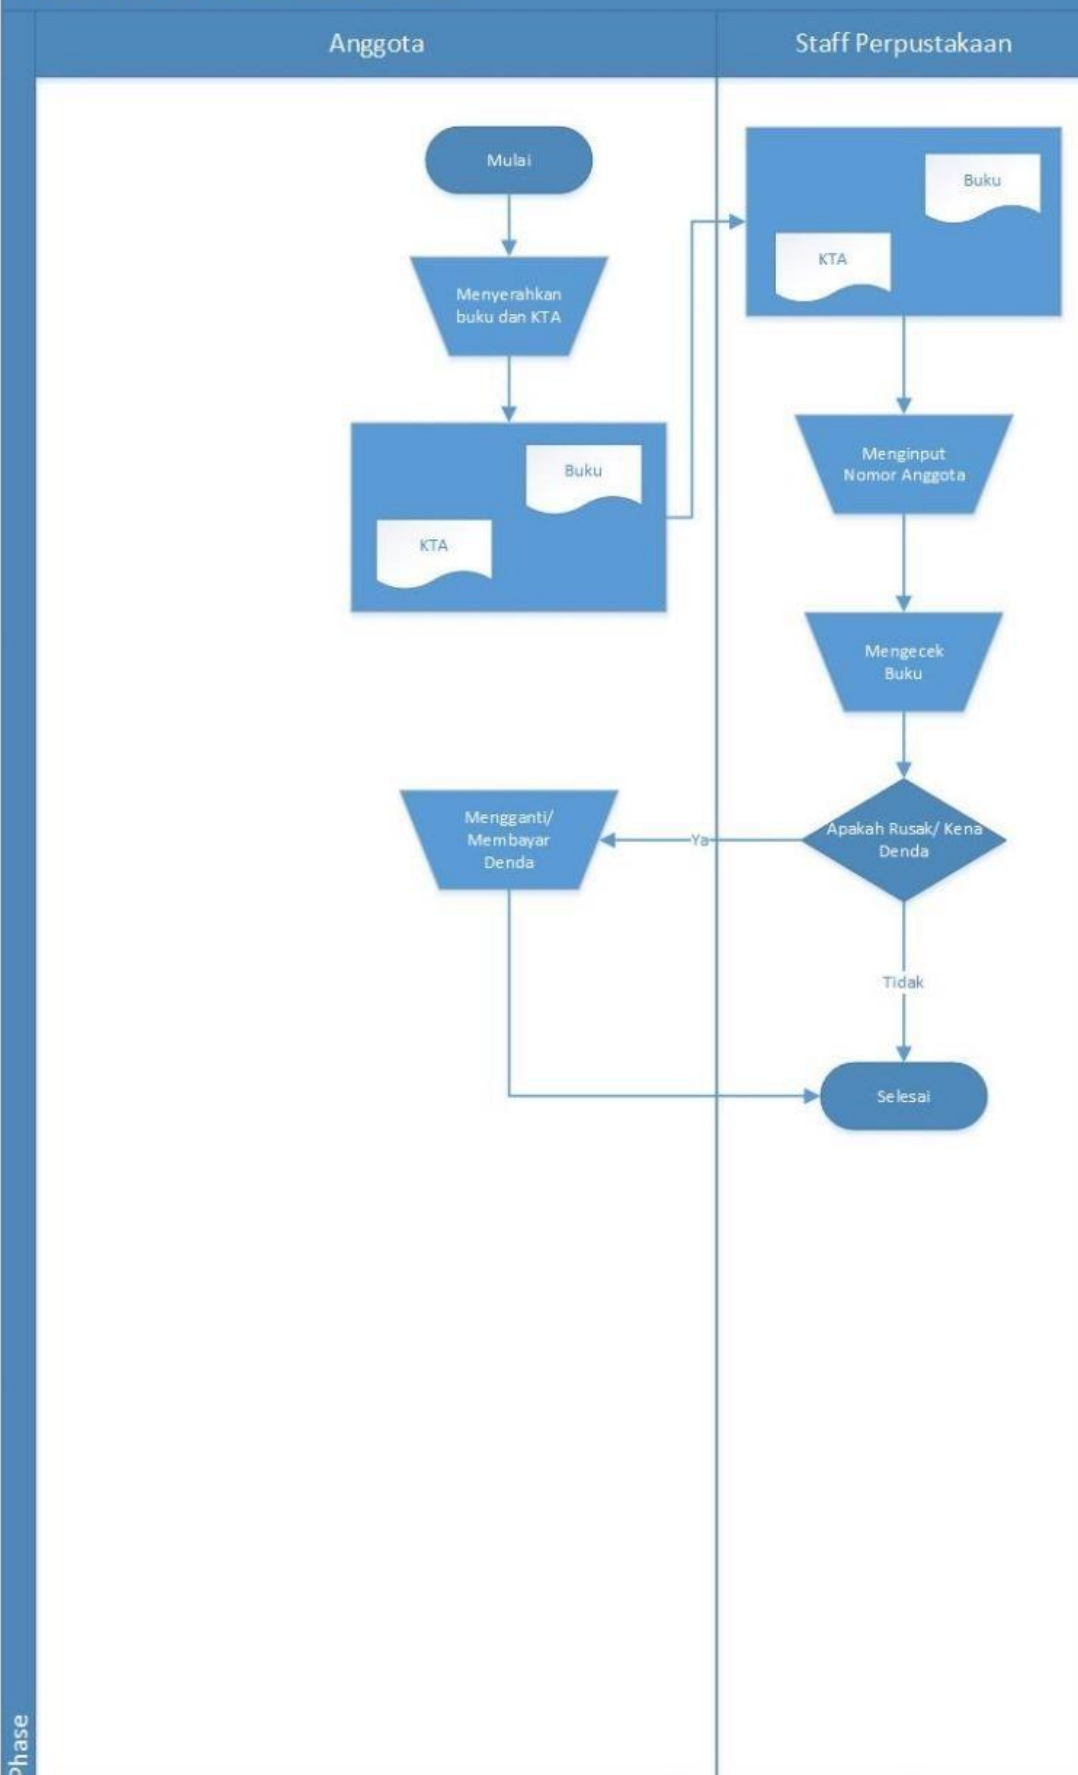 Anggota
Staff Perpustakaan
Mulai
Menyerahkan
buku dan KTA
Buku
KTA
Buku
KTA
Menginput
Nomor Anggota
Mengecek
Buku
Apakah Rusak/ Kena
Denda
Ya
Mengganti/
Membayar
Denda
Tidak
Selesai
Phase